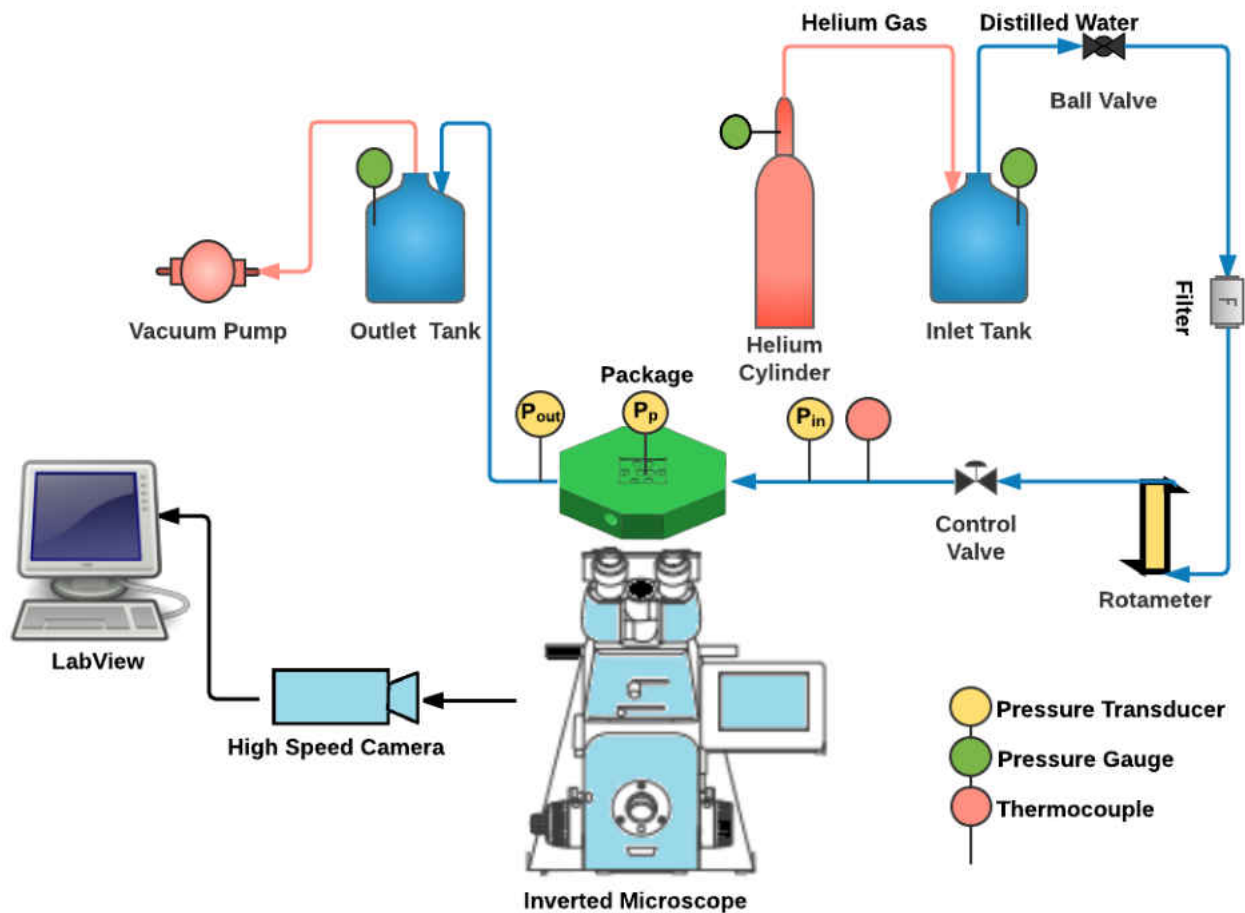 Helium Gas
Distilled Water
Ball Valve
Vacuum Pump
Outlet Tank
Helium
Cylinder
Inlet Tank
Filter
F
Package
Pout
Pp
Pin
Control
Valve
Rotameter
LabView
High Speed Camera
Pressure Transducer
Pressure Gauge
Thermocouple
Inverted Microscope